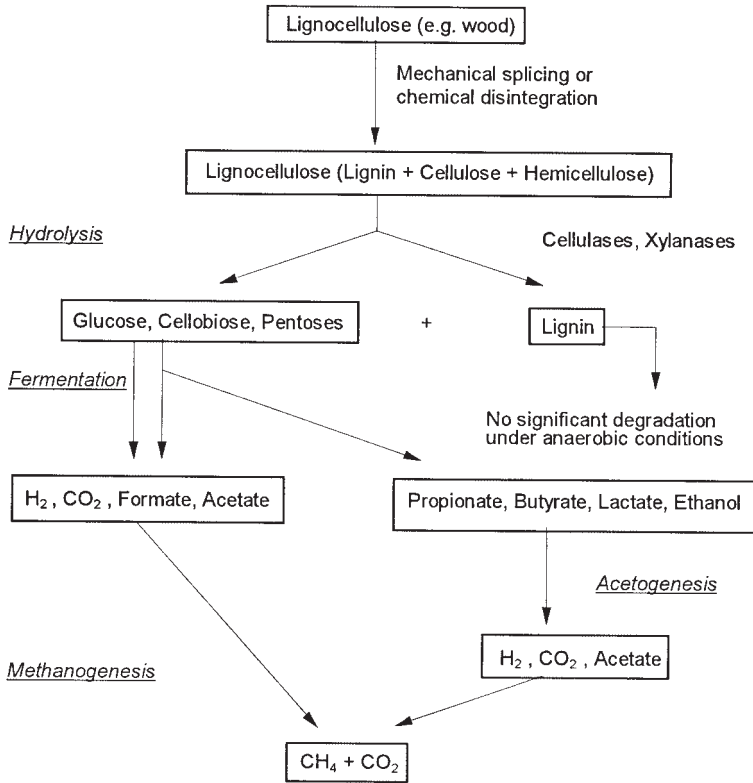 Lignocellulose (e.g. wood)
Mechanical splicing or
chemical disintegration
Lignocellulose (Lignin + Cellulose + Hemicellulose)
Hydrolysis
Cellulases, Xylanases
Glucose, Cellobiose, Pentoses
+
Lignin
Fermentation
No significant degradation
under anaerobic conditions
H₂ , CO₂ , Formate, Acetate
Propionate, Butyrate, Lactate, Ethanol
Acetogenesis
H₂ , CO₂ , Acetate
Methanogenesis
CH₄ + CO₂